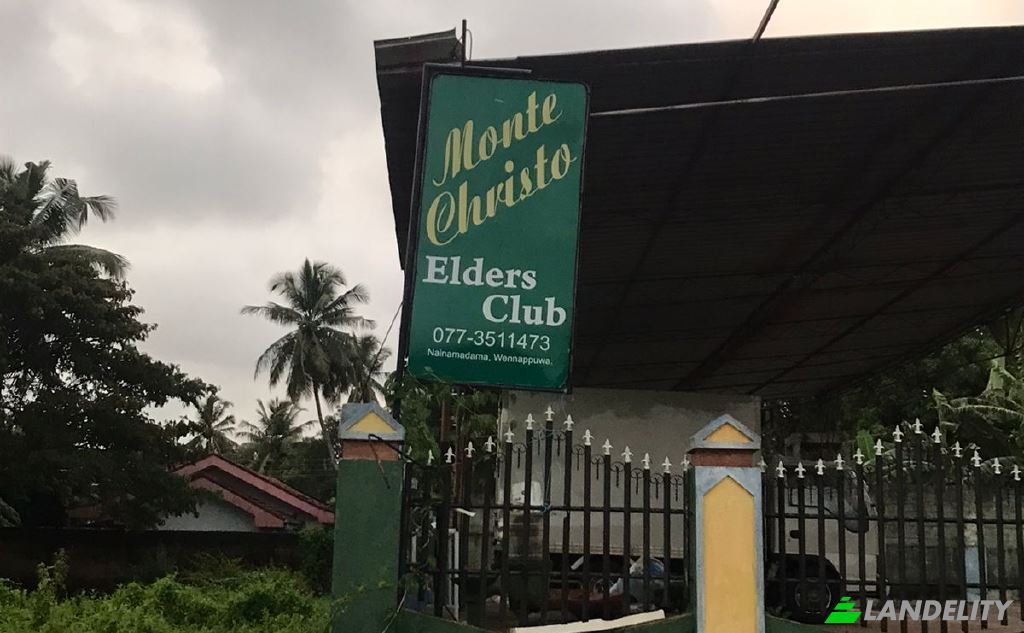 Monte
Christo
Elders
Club
077-3511473
Nainamadama, Wennappuwa.
LANDELITY